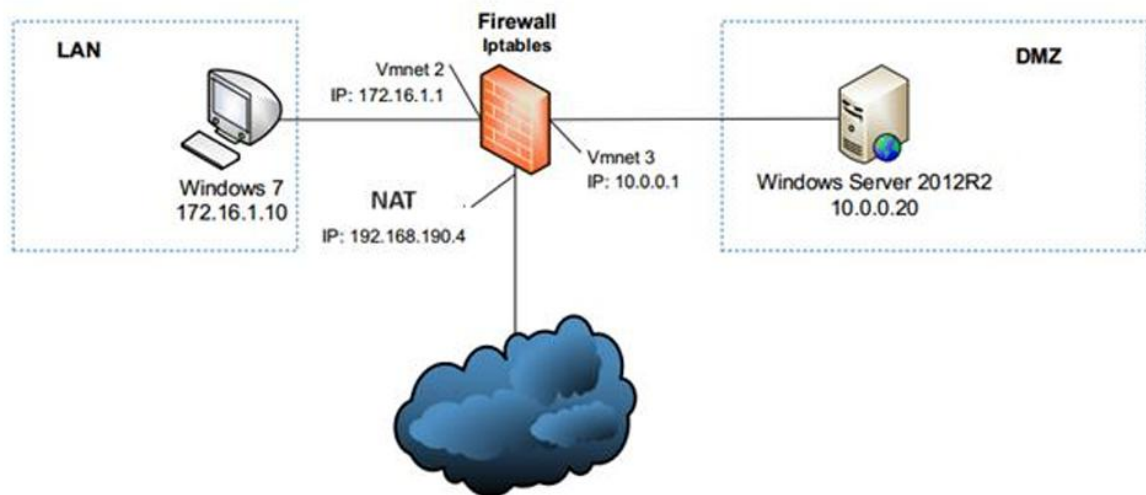 Firewall
Iptables
LAN
DMZ
Vmnet 2
IP: 172.16.1.1
Vmnet 3
IP: 10.0.0.1
Windows 7
172.16.1.10
NAT
IP: 192.168.190.4
Windows Server 2012R2
10.0.0.20